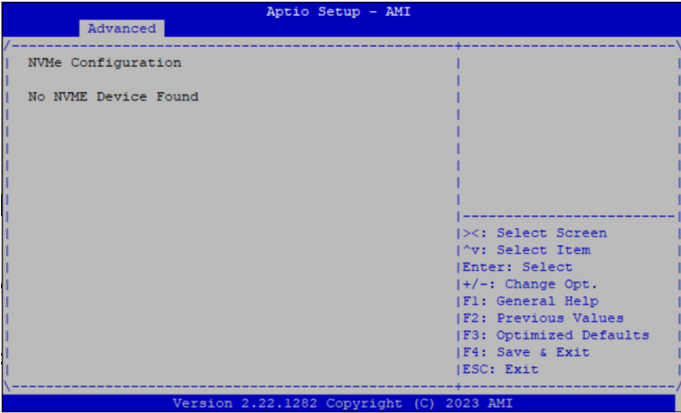 Aptio Setup - AMI
Advanced
NVMe Configuration
No NVME Device Found
><: Select Screen
^v: Select Item
Enter: Select
+/-: Change Opt.
F1: General Help
F2: Previous Values
F3: Optimized Defaults
F4: Save & Exit
ESC: Exit
Version 2.22.1282 Copyright (C) 2023 AMI